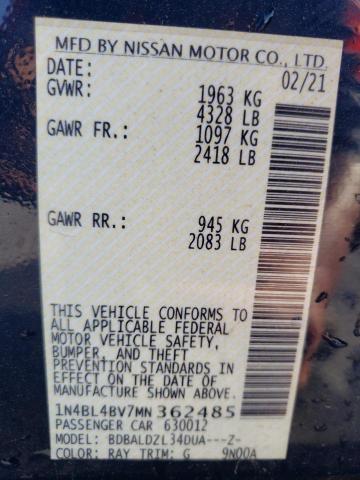 MFD BY NISSAN MOTOR CO., LTD.
DATE: 02/21
GVWR: 1963 KG
4328 LB
GAWR FR.: 1097 KG
2418 LB
GAWR RR.: 945 KG
2083 LB
THIS VEHICLE CONFORMS TO
ALL APPLICABLE FEDERAL
MOTOR VEHICLE SAFETY,
BUMPER, AND THEFT
PREVENTION STANDARDS IN
EFFECT ON THE DATE OF
MANUFACTURE SHOWN ABOVE.
1N4BL4BV7MN 362485
PASSENGER CAR 630012
MODEL: BDBALDZL34DUA---Z-
COLOR: RAY TRIM: G 9N00A